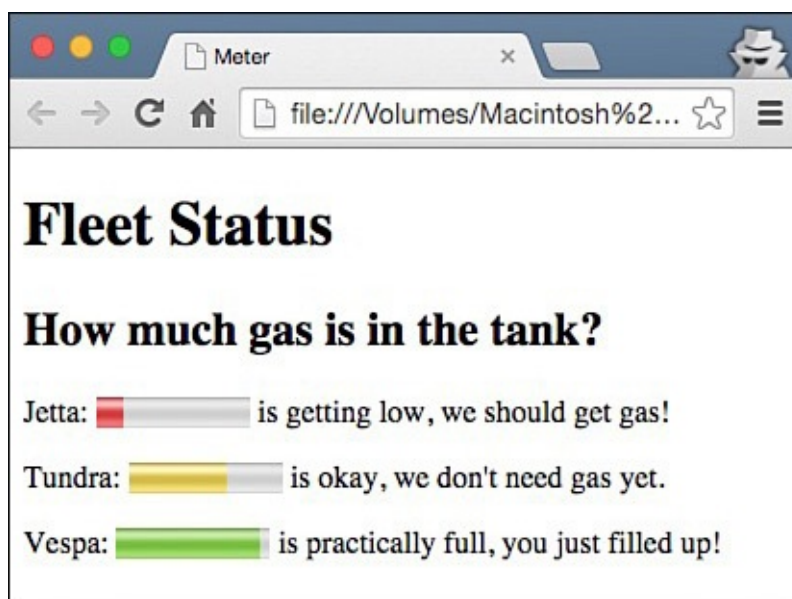 Meter
file:///Volumes/Macintosh%2...
Fleet Status
How much gas is in the tank?
Jetta: is getting low, we should get gas!
Tundra: is okay, we don't need gas yet.
Vespa: is practically full, you just filled up!